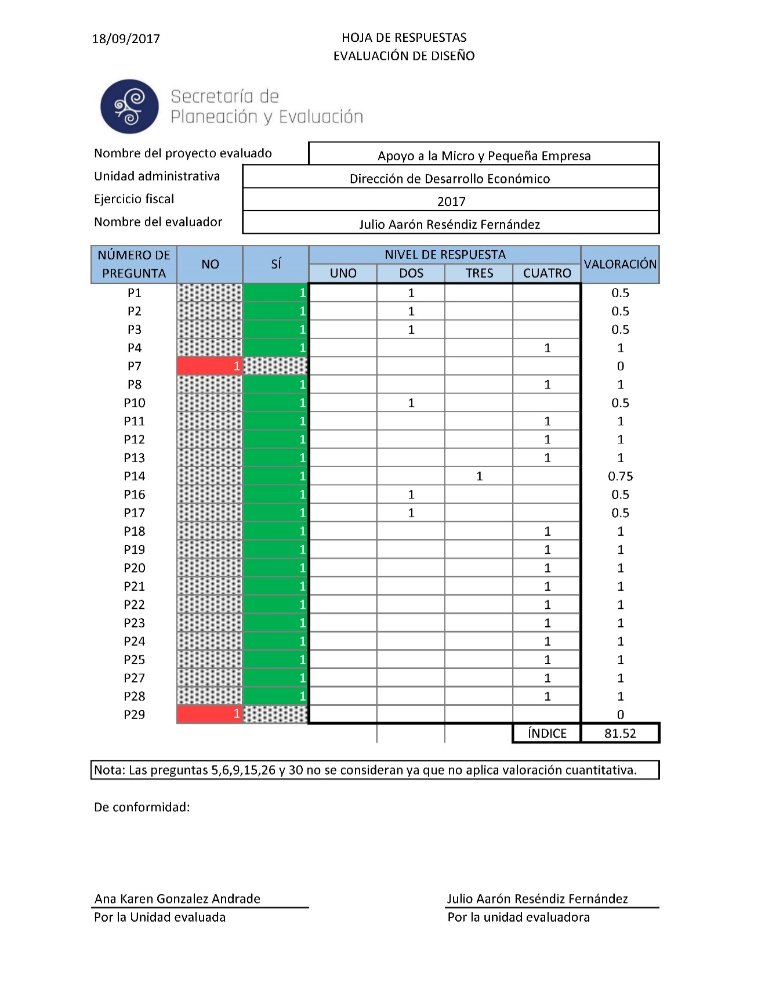 18/09/2017
HOJA DE RESPUESTAS
EVALUACIÓN DE DISEÑO
Secretaría de
Planeación y Evaluación
Nombre del proyecto evaluado Apoyo a la Micro y Pequeña Empresa
Unidad administrativa Dirección de Desarrollo Económico
Ejercicio fiscal 2017
Nombre del evaluador Julio Aarón Reséndiz Fernández
NÚMERO DE PREGUNTA NO SÍ NIVEL DE RESPUESTA VALORACIÓN
UNO DOS TRES CUATRO
P1 1 1 0.5
P2 1 1 0.5
P3 1 1 0.5
P4 1 1 1
P7 1 0
P8 1 1 1
P10 1 1 0.5
P11 1 1 1
P12 1 1 1
P13 1 1 1
P14 1 1 0.75
P16 1 1 0.5
P17 1 1 0.5
P18 1 1 1
P19 1 1 1
P20 1 1 1
P21 1 1 1
P22 1 1 1
P23 1 1 1
P24 1 1 1
P25 1 1 1
P27 1 1 1
P28 1 1 1
P29 1 0
ÍNDICE 81.52
Nota: Las preguntas 5,6,9,15,26 y 30 no se consideran ya que no aplica valoración cuantitativa.
De conformidad:
Ana Karen Gonzalez Andrade Julio Aarón Reséndiz Fernández
Por la Unidad evaluada Por la unidad evaluadora